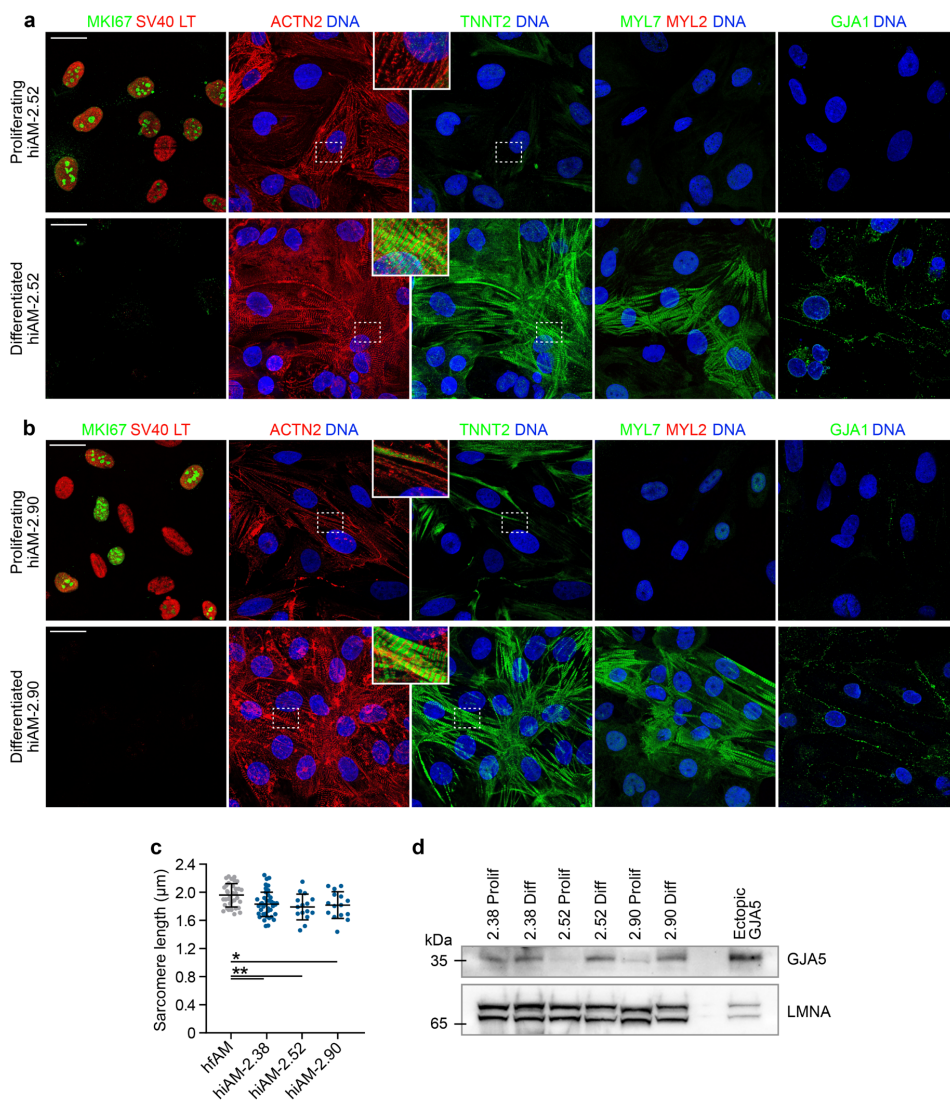 a
MKI67 SV40 LT
ACTN2 DNA
TNNT2 DNA
MYL7 MYL2 DNA
GJA1 DNA
Proliferating
hiAM-2.52
Differentiated
hiAM-2.52
b
MKI67 SV40 LT
ACTN2 DNA
TNNT2 DNA
MYL7 MYL2 DNA
GJA1 DNA
Proliferating
hiAM-2.90
Differentiated
hiAM-2.90
c
Sarcomere length (µm)
2.4
2.0
1.6
1.2
0.8
0.4
0
*
**
hfAM
hiAM-2.38
hiAM-2.52
hiAM-2.90
d
2.38 Prolif
2.38 Diff
2.52 Prolif
2.52 Diff
2.90 Prolif
2.90 Diff
Ectopic
GJA5
kDa
35
GJA5
65
LMNA